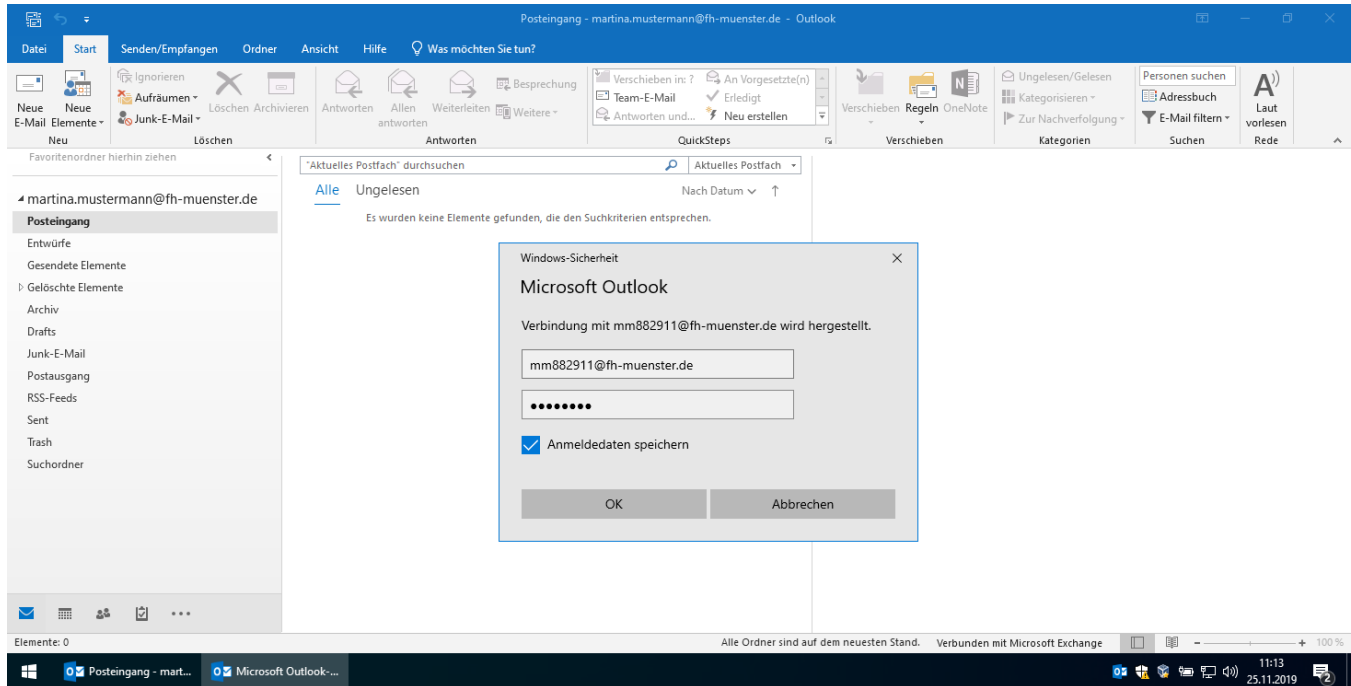 Posteingang - martina.mustermann@fh-muenster.de - Outlook
Datei Start Senden/Empfangen Ordner Ansicht Hilfe Was möchten Sie tun?
Neue E-Mail
Neue Elemente
Ignorieren
Aufräumen
Junk-E-Mail
Löschen
Archivieren
Antworten
Allen antworten
Weiterleiten
Besprechung
Weitere
Verschieben in: ?
Team-E-Mail
Antworten und...
An Vorgesetzte(n)
Erledigt
Neu erstellen
Verschieben
Regeln
OneNote
Ungelesen/Gelesen
Kategorisieren
Zur Nachverfolgung
Personen suchen
Adressbuch
E-Mail filtern
Laut vorlesen
Neu Löschen Antworten QuickSteps Verschieben Kategorien Suchen Rede
Favoritenordner hierhin ziehen
martina.mustermann@fh-muenster.de
Posteingang
Entwürfe
Gesendete Elemente
Gelöschte Elemente
Archiv
Drafts
Junk-E-Mail
Postausgang
RSS-Feeds
Sent
Trash
Suchordner
"Aktuelles Postfach" durchsuchen Aktuelles Postfach
Alle Ungelesen Nach Datum
Es wurden keine Elemente gefunden, die den Suchkriterien entsprechen.
Windows-Sicherheit
Microsoft Outlook
Verbindung mit mm882911@fh-muenster.de wird hergestellt.
mm882911@fh-muenster.de
••••••••
Anmeldedaten speichern
OK Abbrechen
Elemente: 0 Alle Ordner sind auf dem neuesten Stand. Verbunden mit Microsoft Exchange 100 %
Posteingang - mart... Microsoft Outlook-... 11:13
25.11.2019